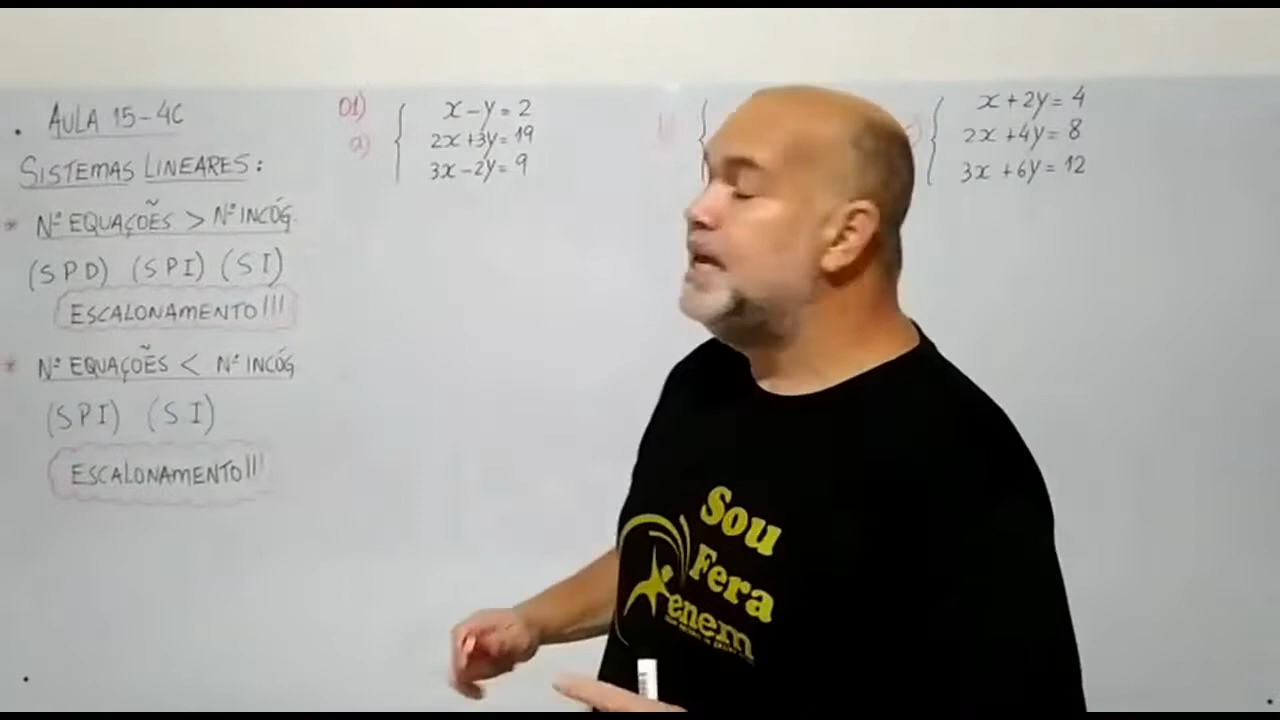 AULA 15-4C
SISTEMAS LINEARES:
* Nº EQUAÇÕES > Nº INCÓG.
(SPD) (SPI) (SI)
ESCALONAMENTO!!!
* Nº EQUAÇÕES < Nº INCÓG
(SPI) (SI)
ESCALONAMENTO!!!
01)
a)
x - y = 2
2x + 3y = 19
3x - 2y = 9
x + 2y = 4
2x + 4y = 8
3x + 6y = 12
Sou
Fera
enem